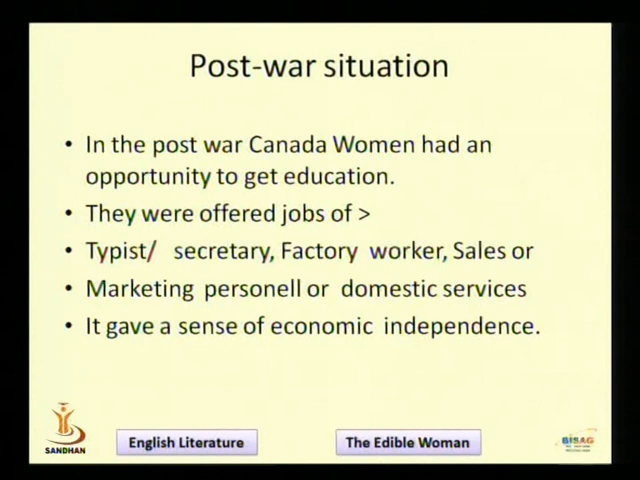 Post-war situation
• In the post war Canada Women had an
opportunity to get education.
• They were offered jobs of >
• Typist/ secretary, Factory worker, Sales or
• Marketing personell or domestic services
• It gave a sense of economic independence.
SANDHAN
English Literature
The Edible Woman
BISAG